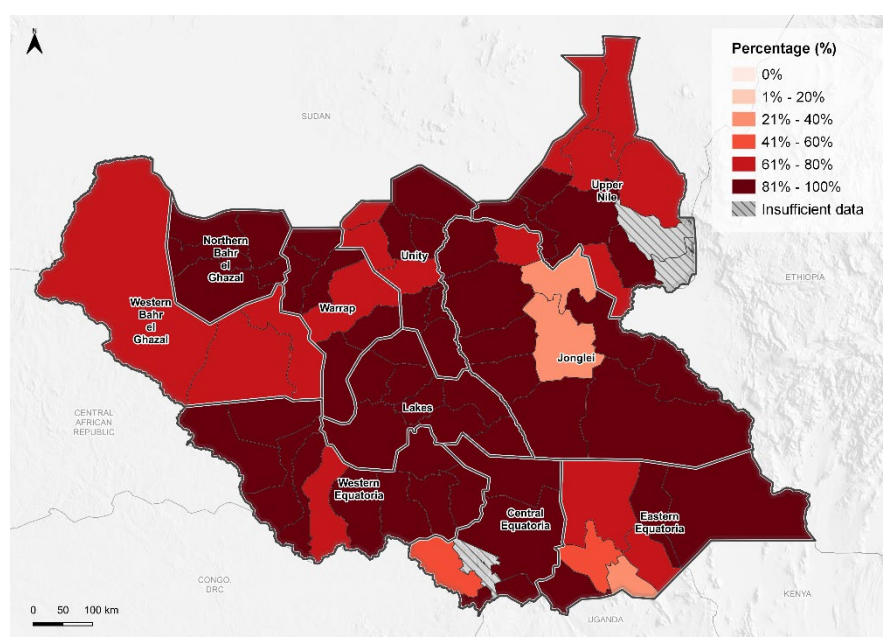 N
Percentage (%)
0%
1% - 20%
21% - 40%
41% - 60%
61% - 80%
81% - 100%
Insufficient data
SUDAN
Upper
Nile
Northern
Bahr
el
Ghazal
Unity
ETHIOPIA
Western
Bahr
el
Ghazal
Warrap
Jonglei
CENTRAL
AFRICAN
REPUBLIC
Lakes
Western
Equatoria
Central
Equatoria
Eastern
Equatoria
CONGO,
DRC
KENYA
UGANDA
0 50 100 km